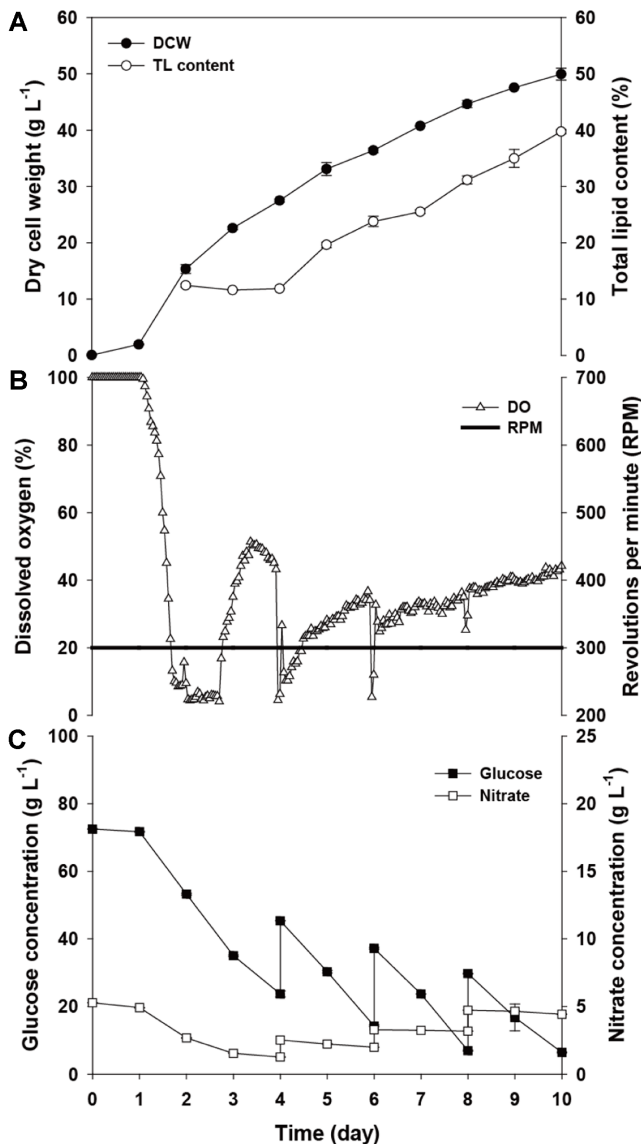 A
DCW
TL content
Dry cell weight (g L⁻¹)
Total lipid content (%)
60
50
40
30
20
10
0
60
50
40
30
20
10
0
B
DO
RPM
Dissolved oxygen (%)
Revolutions per minute (RPM)
100
80
60
40
20
0
700
600
500
400
300
200
C
Glucose
Nitrate
Glucose concentration (g L⁻¹)
Nitrate concentration (g L⁻¹)
100
80
60
40
20
0
25
20
15
10
5
0
0 1 2 3 4 5 6 7 8 9 10
Time (day)